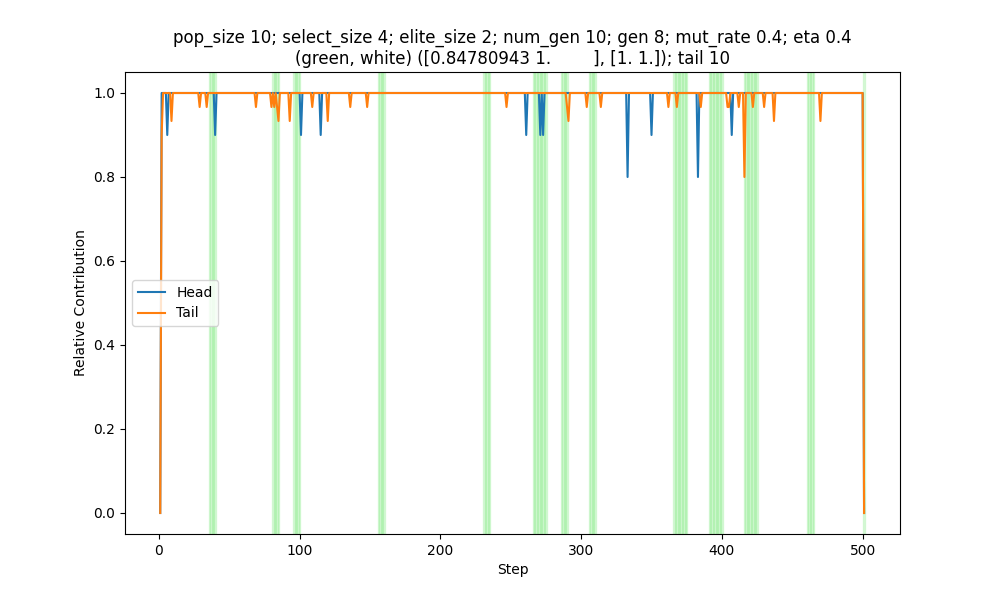 pop_size 10; select_size 4; elite_size 2; num_gen 10; gen 8; mut_rate 0.4; eta 0.4
(green, white) ([0.84780943 1.        ], [1. 1.]); tail 10
1.0
0.8
0.6
0.4
0.2
0.0
Relative Contribution
Head
Tail
0 100 200 300 400 500
Step